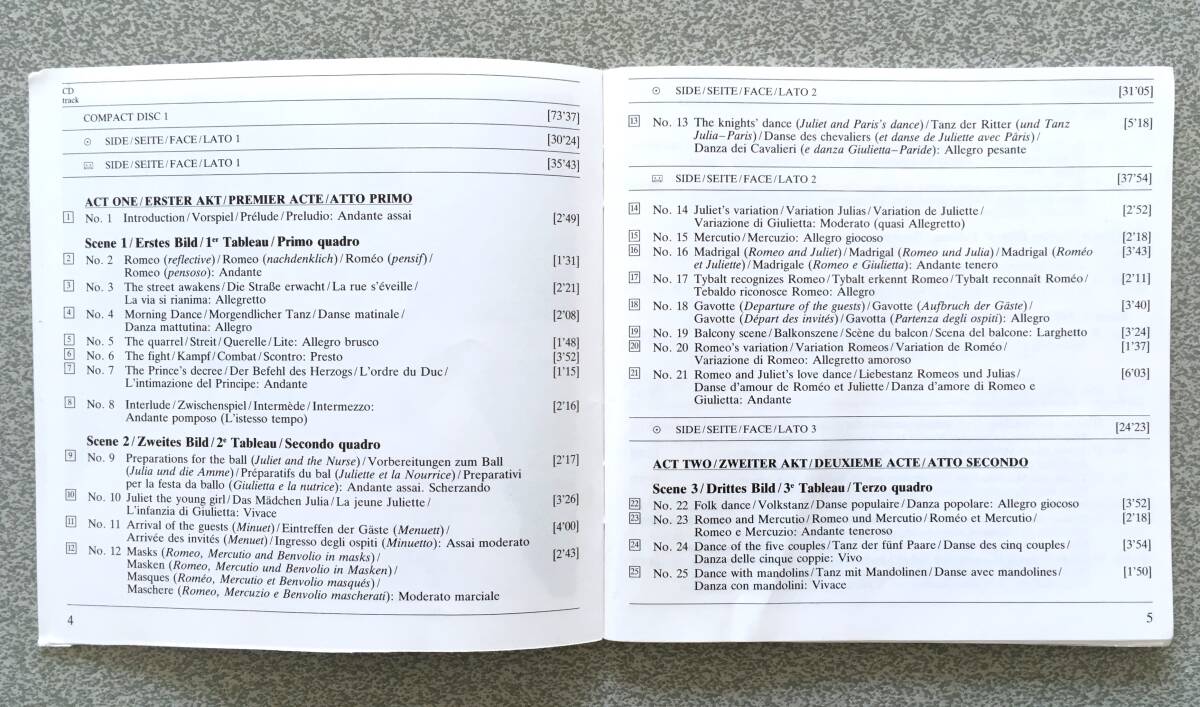 CD
track
COMPACT DISC 1 [73'37]
SIDE/SEITE/FACE/LATO 1 [30'24]
SIDE/SEITE/FACE/LATO 1 [35'43]
ACT ONE/ERSTER AKT/PREMIER ACTE/ATTO PRIMO
1 No. 1 Introduction/Vorspiel/Prélude/Preludio: Andante assai [2'49]
Scene 1/Erstes Bild/1er Tableau/Primo quadro
2 No. 2 Romeo (reflective)/Romeo (nachdenklich)/Roméo (pensif)/ [1'31]
Romeo (pensoso): Andante
3 No. 3 The street awakens/Die Straße erwacht/La rue s'éveille/ [2'21]
La via si rianima: Allegretto
4 No. 4 Morning Dance/Morgendlicher Tanz/Danse matinale/ [2'08]
Danza mattutina: Allegro
5 No. 5 The quarrel/Streit/Querelle/Lite: Allegro brusco [1'48]
6 No. 6 The fight/Kampf/Combat/Scontro: Presto [3'52]
7 No. 7 The Prince's decree/Der Befehl des Herzogs/L'ordre du Duc/ [1'15]
L'intimazione del Principe: Andante
8 No. 8 Interlude/Zwischenspiel/Intermède/Intermezzo: [2'16]
Andante pomposo (L'istesso tempo)
Scene 2/Zweites Bild/2e Tableau/Secondo quadro
9 No. 9 Preparations for the ball (Juliet and the Nurse)/Vorbereitungen zum Ball [2'17]
(Julia und die Amme)/Préparatifs du bal (Juliette et la Nourrice)/Preparativi
per la festa da ballo (Giulietta e la nutrice): Andante assai. Scherzando
10 No. 10 Juliet the young girl/Das Mädchen Julia/La jeune Juliette/ [3'26]
L'infanzia di Giulietta: Vivace
11 No. 11 Arrival of the guests (Minuet)/Eintreffen der Gäste (Menuett)/ [4'00]
Arrivée des invités (Menuet)/Ingresso degli ospiti (Minuetto): Assai moderato
12 No. 12 Masks (Romeo, Mercutio and Benvolio in masks)/ [2'43]
Masken (Romeo, Mercutio und Benvolio in Masken)/
Masques (Roméo, Mercutio et Benvolio masqués)/
Maschere (Romeo, Mercuzio e Benvolio mascherati): Moderato marciale
4
SIDE/SEITE/FACE/LATO 2 [31'05]
13 No. 13 The knights' dance (Juliet and Paris's dance)/Tanz der Ritter (und Tanz [5'18]
Julia–Paris)/Danse des chevaliers (et danse de Juliette avec Pâris)/
Danza dei Cavalieri (e danza Giulietta–Paride): Allegro pesante
SIDE/SEITE/FACE/LATO 2 [37'54]
14 No. 14 Juliet's variation/Variation Julias/Variation de Juliette/ [2'52]
Variazione di Giulietta: Moderato (quasi Allegretto)
15 No. 15 Mercutio/Mercuzio: Allegro giocoso [2'18]
16 No. 16 Madrigal (Romeo and Juliet)/Madrigal (Romeo und Julia)/Madrigal (Roméo [3'43]
et Juliette)/Madrigale (Romeo e Giulietta): Andante tenero
17 No. 17 Tybalt recognizes Romeo/Tybalt erkennt Romeo/Tybalt reconnaît Roméo/ [2'11]
Tebaldo riconosce Romeo: Allegro
18 No. 18 Gavotte (Departure of the guests)/Gavotte (Aufbruch der Gäste)/ [3'40]
Gavotte (Départ des invités)/Gavotta (Partenza degli ospiti): Allegro
19 No. 19 Balcony scene/Balkonszene/Scène du balcon/Scena del balcone: Larghetto [3'24]
20 No. 20 Romeo's variation/Variation Romeos/Variation de Roméo/ [1'37]
Variazione di Romeo: Allegretto amoroso
21 No. 21 Romeo and Juliet's love dance/Liebestanz Romeos und Julias/ [6'03]
Danse d'amour de Roméo et Juliette/Danza d'amore di Romeo e
Giulietta: Andante
SIDE/SEITE/FACE/LATO 3 [24'23]
ACT TWO/ZWEITER AKT/DEUXIEME ACTE/ATTO SECONDO
Scene 3/Drittes Bild/3e Tableau/Terzo quadro
22 No. 22 Folk dance/Volkstanz/Danse populaire/Danza popolare: Allegro giocoso [3'52]
23 No. 23 Romeo and Mercutio/Romeo und Mercutio/Roméo et Mercutio/ [2'18]
Romeo e Mercuzio: Andante teneroso
24 No. 24 Dance of the five couples/Tanz der fünf Paare/Danse des cinq couples/ [3'54]
Danza delle cinque coppie: Vivo
25 No. 25 Dance with mandolins/Tanz mit Mandolinen/Danse avec mandolines/ [1'50]
Danza con mandolini: Vivace
5